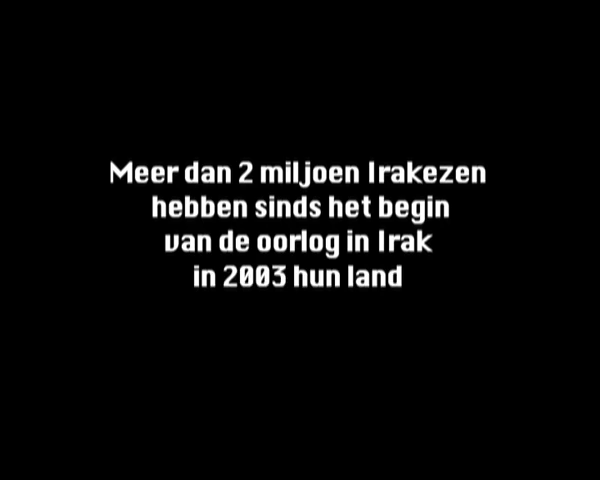 Meer dan 2 miljoen Irakezen
hebben sinds het begin
van de oorlog in Irak
in 2003 hun land